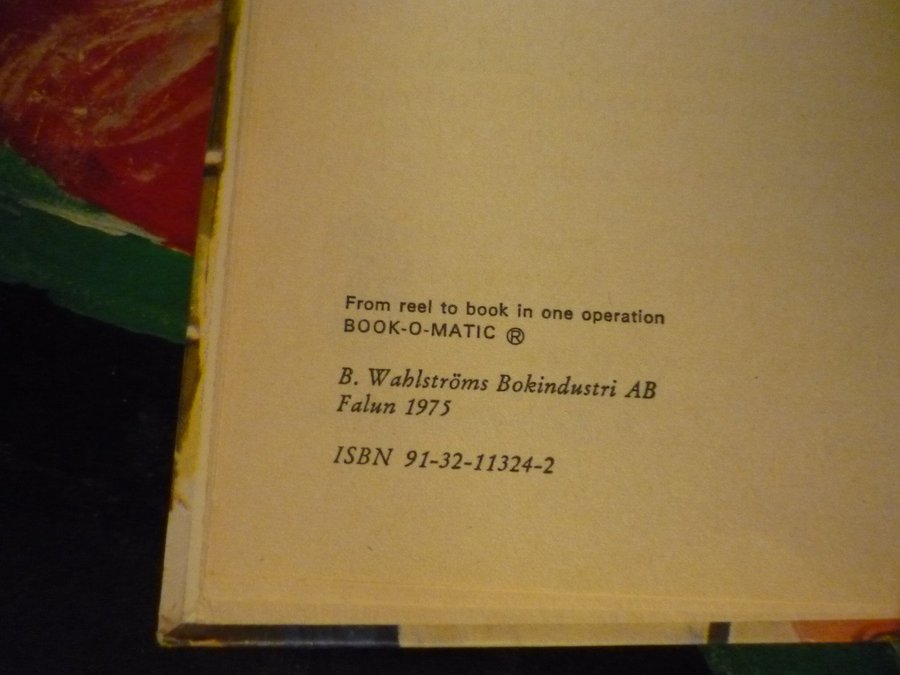 From reel to book in one operation
BOOK-O-MATIC ®
B. Wahlströms Bokindustri AB
Falun 1975
ISBN 91-32-11324-2